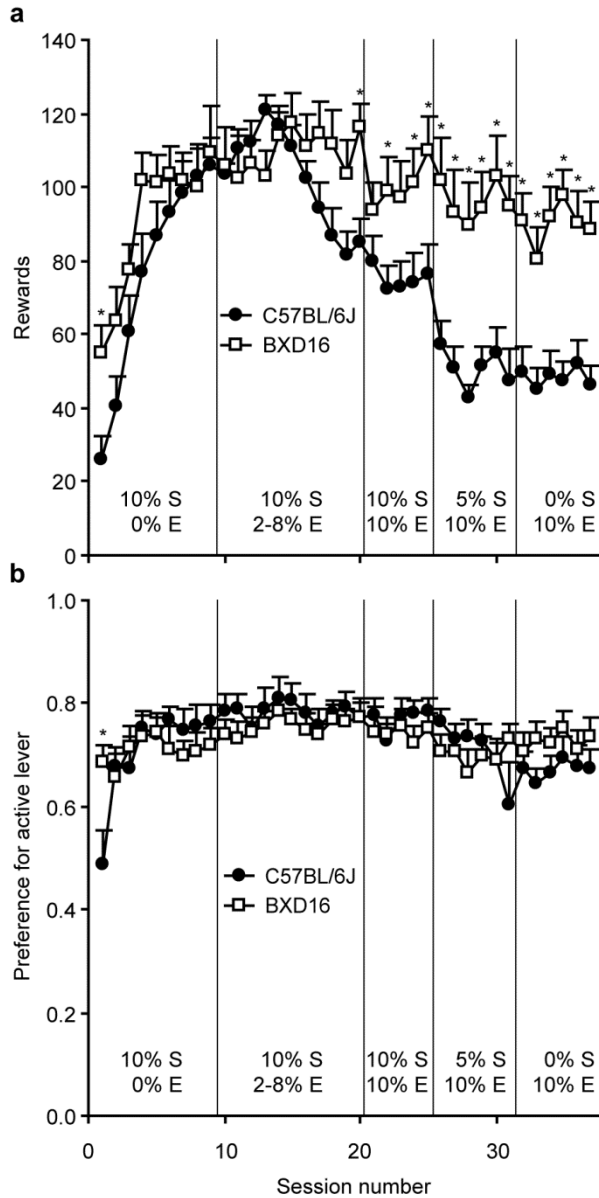 a
140
120
100
80
60
40
20
0
Rewards
C57BL/6J
BXD16
10% S 10% S 10% S 5% S 0% S
0% E 2-8% E 10% E 10% E 10% E
* * * * * * * * * * * * * * * *
b
1.0
0.8
0.6
0.4
0.2
0.0
Preference for active lever
*
C57BL/6J
BXD16
10% S 10% S 10% S 5% S 0% S
0% E 2-8% E 10% E 10% E 10% E
0 10 20 30
Session number